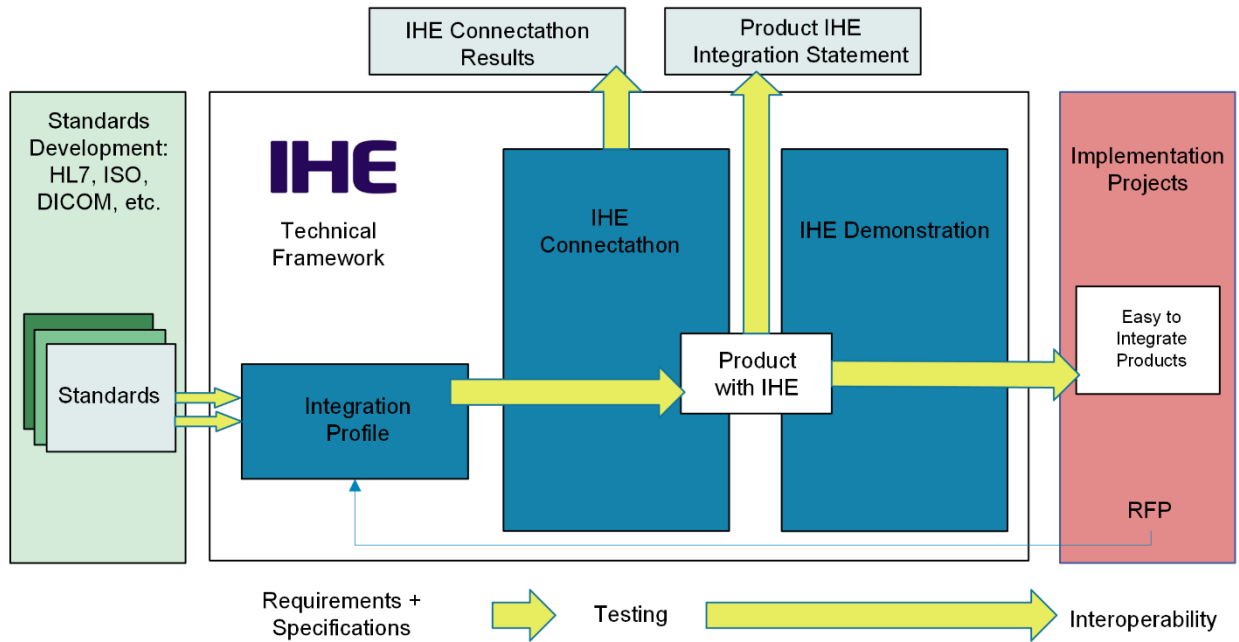 IHE Connectathon
Results
Product IHE
Integration Statement
Standards
Development:
HL7, ISO,
DICOM, etc.
Standards
IHE
Technical
Framework
Integration
Profile
IHE
Connectathon
IHE Demonstration
Product
with IHE
Implementation
Projects
Easy to
Integrate
Products
RFP
Requirements +
Specifications
Testing
Interoperability